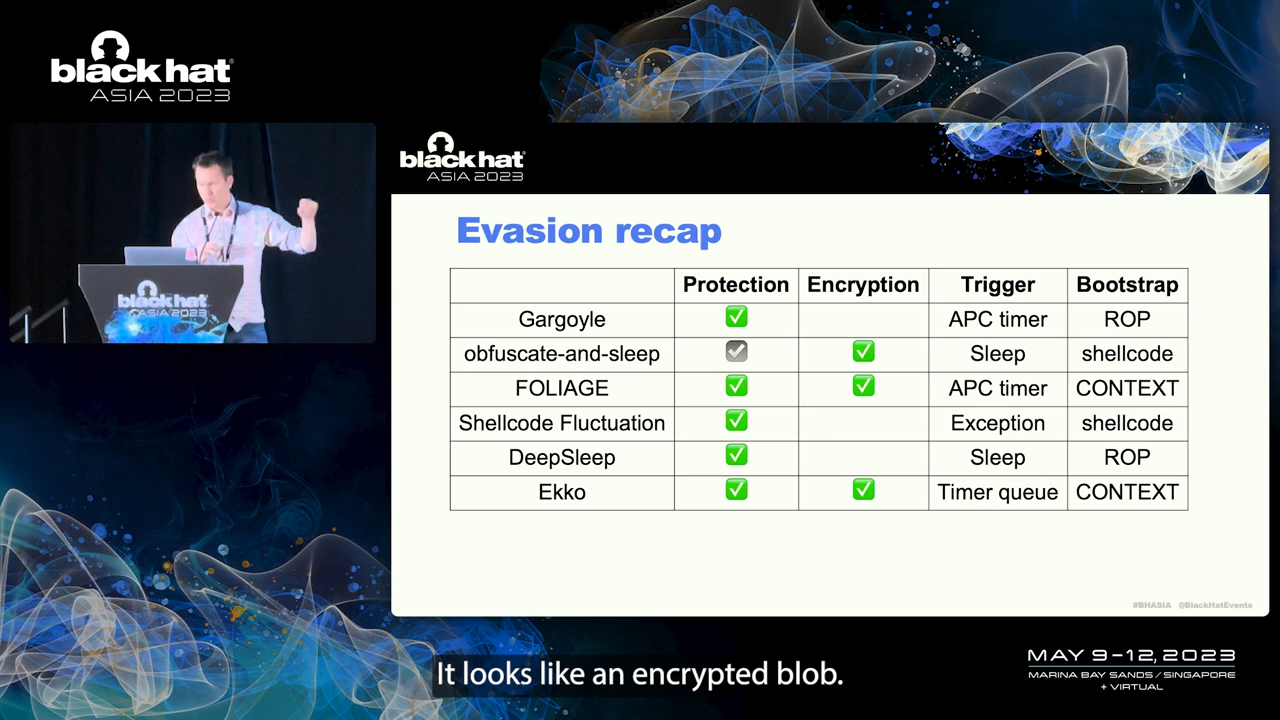 black hat
ASIA 2023
black hat
ASIA 2023
black hat
ASIA 2023
Evasion recap
Protection Encryption Trigger Bootstrap
Gargoyle ✅ APC timer ROP
obfuscate-and-sleep ✅ Sleep shellcode
FOLIAGE ✅ ✅ APC timer CONTEXT
Shellcode Fluctuation ✅ Exception shellcode
DeepSleep ✅ Sleep ROP
Ekko ✅ ✅ Timer queue CONTEXT
#BHASIA @BlackHatEvents
It looks like an encrypted blob.
MAY 9-12, 2023
MARINA BAY SANDS / SINGAPORE
+ VIRTUAL